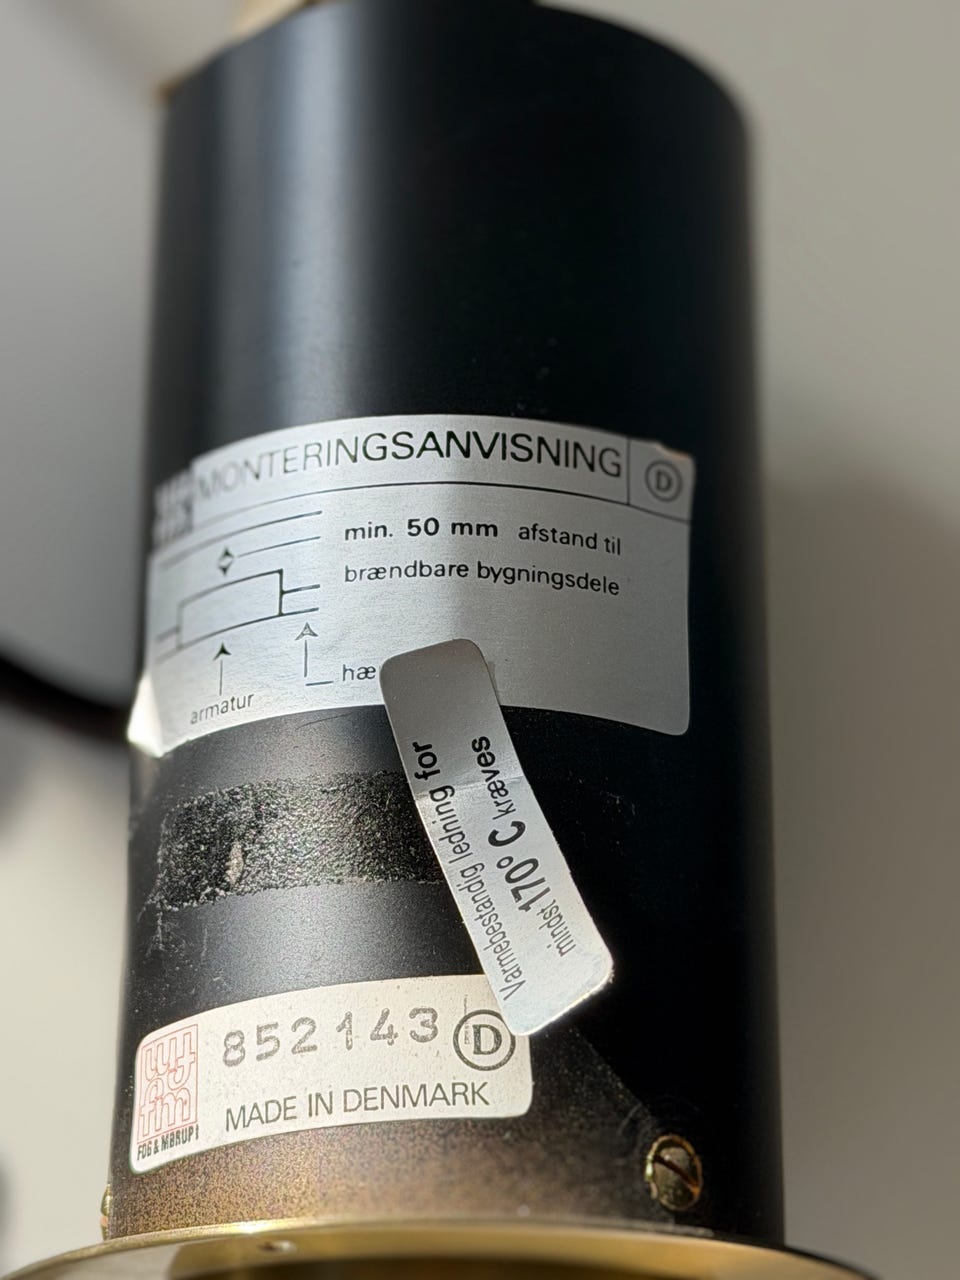 MONTERINGSANVISNING D
min. 50 mm afstand til
brændbare bygningsdele
hæ
armatur
Varmebestandig ledning for
mindst 170° C kræves
852143 D
MADE IN DENMARK
FOG & MØRUP